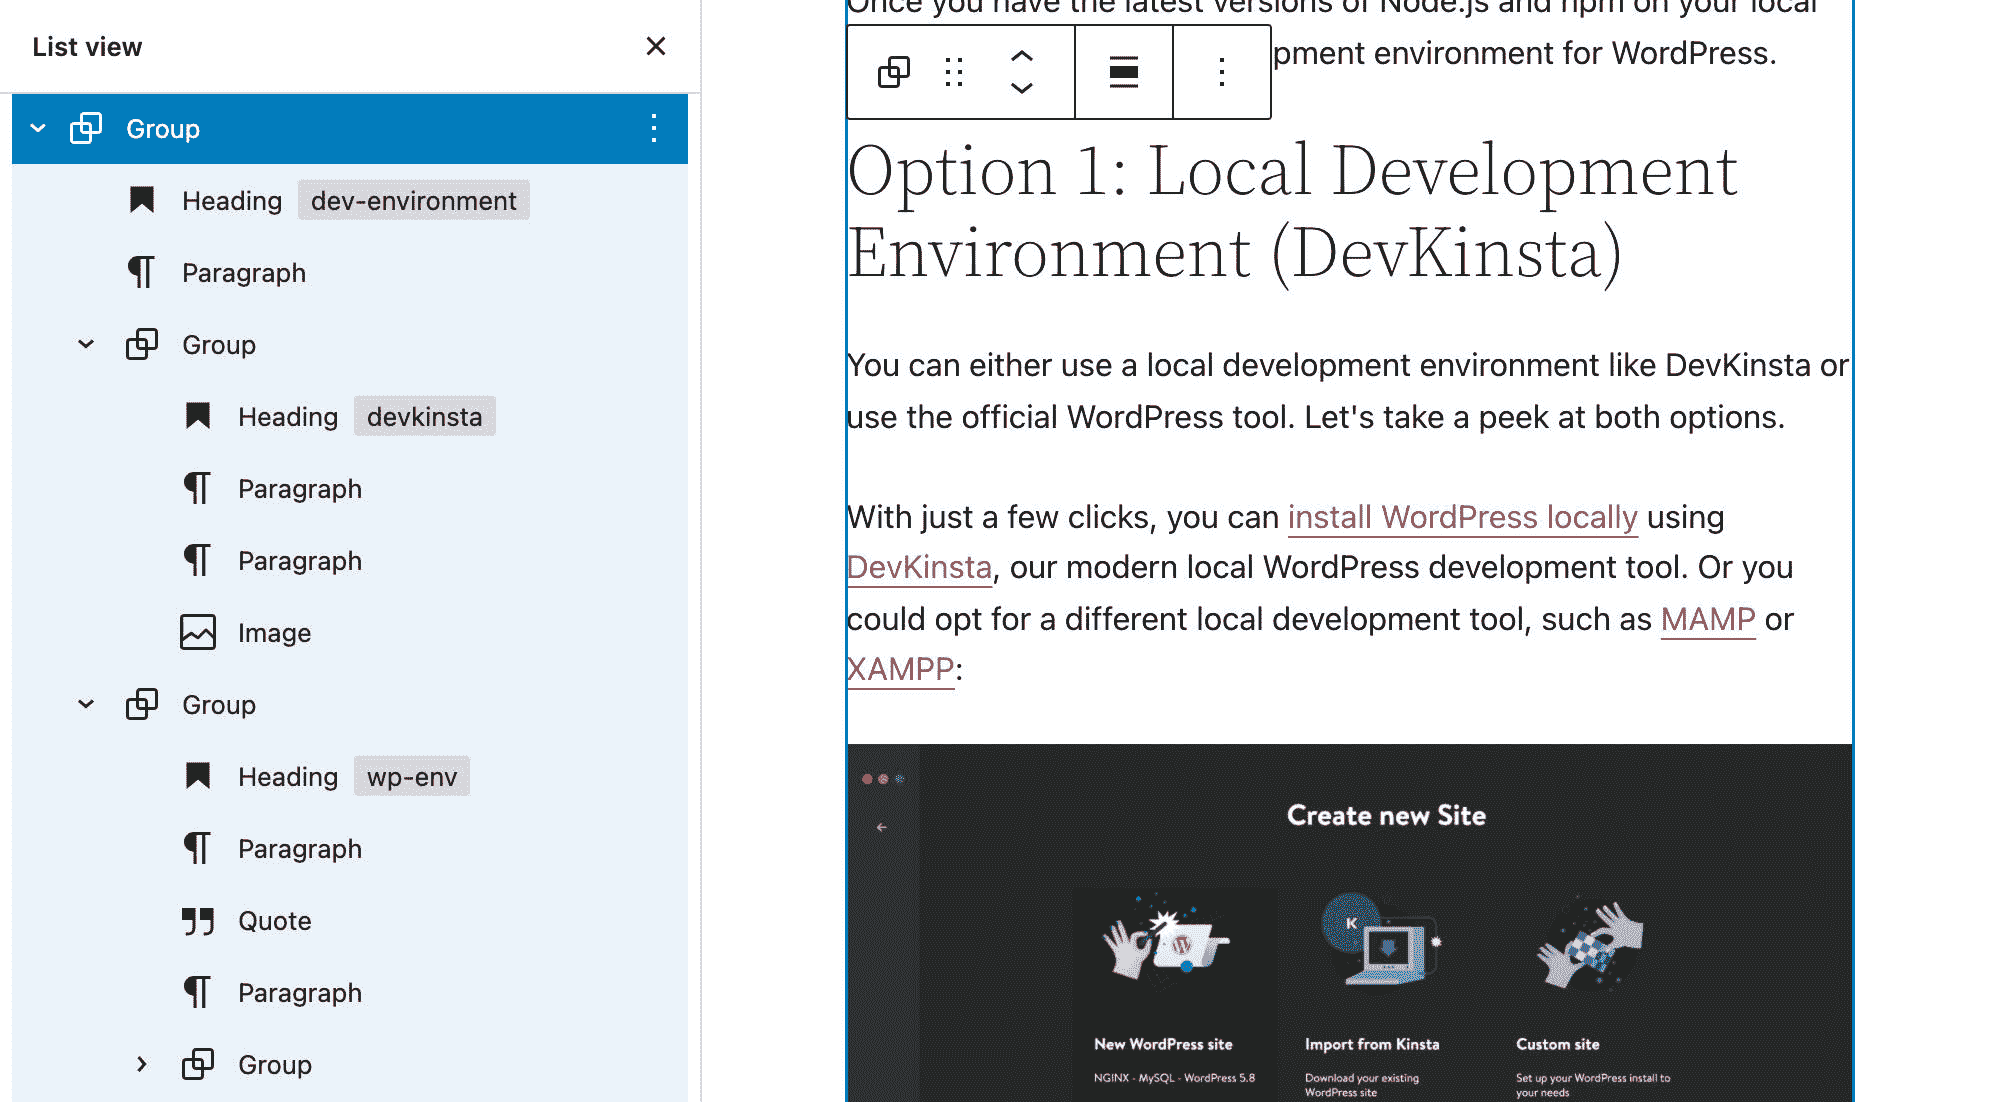 List view
Group
Heading dev-environment
Paragraph
Group
Heading devkinsta
Paragraph
Paragraph
Image
Group
Heading wp-env
Paragraph
Quote
Paragraph
Group
Once you have the latest versions of Node.js and npm on your local
pment environment for WordPress.
Option 1: Local Development
Environment (DevKinsta)
You can either use a local development environment like DevKinsta or
use the official WordPress tool. Let's take a peek at both options.
With just a few clicks, you can install WordPress locally using
DevKinsta, our modern local WordPress development tool. Or you
could opt for a different local development tool, such as MAMP or
XAMPP:
Create new Site
K
New WordPress site
NGINX - MySQL - WordPress 5.8
Import from Kinsta
Download your existing
WordPress site
Custom site
Set up your WordPress install to
your needs